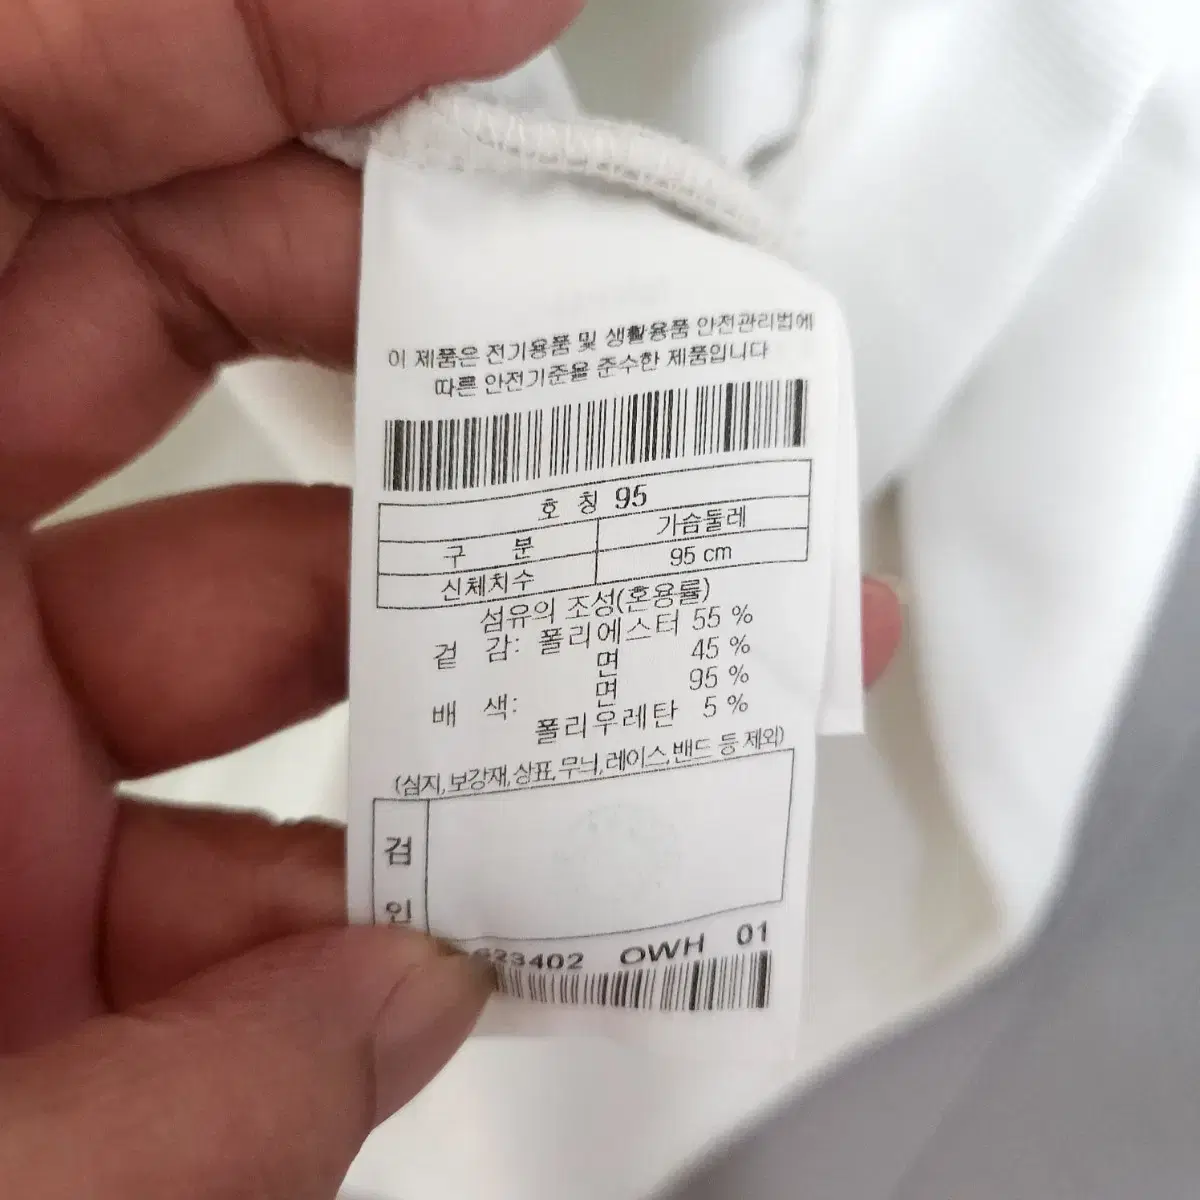 이 제품은 전기용품 및 생활용품 안전관리법에
따른 안전기준을 준수한 제품입니다
호 칭 95
구 분 가슴둘레
신체치수 95 cm
섬유의 조성(혼용률)
겉 감: 폴리에스터 55 %
면 45 %
배 색: 면 95 %
폴리우레탄 5 %
(심지,보강재,상표,무늬,레이스,밴드 등 제외)
검
인
623402 OWH 01